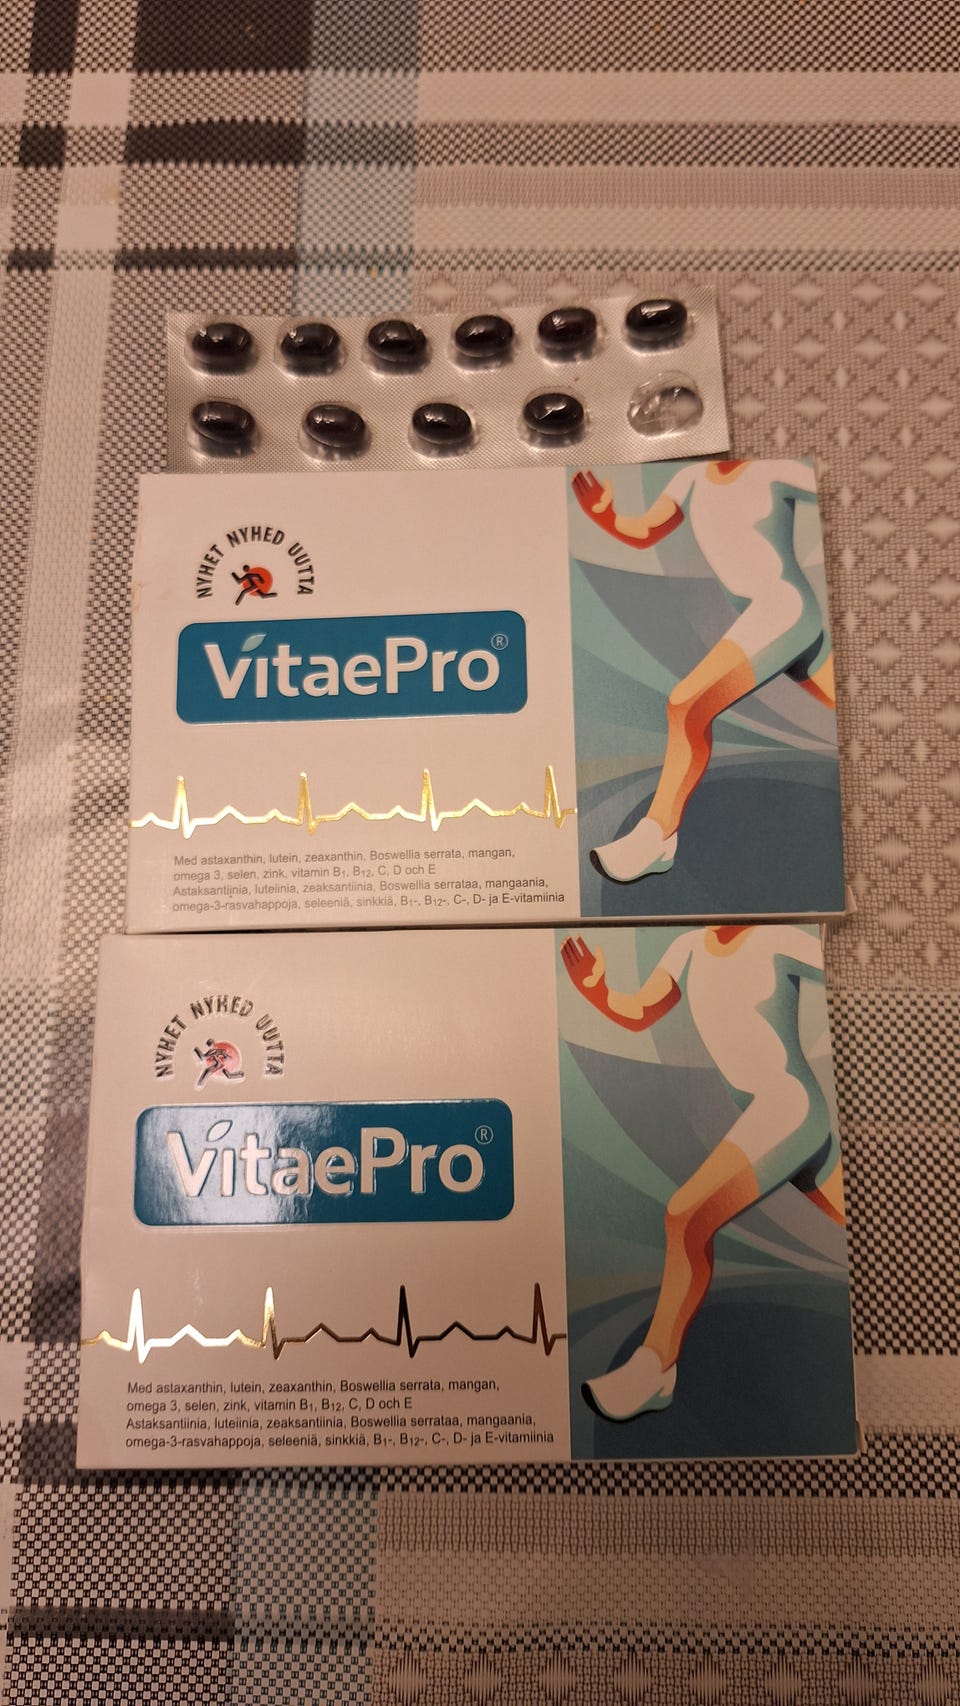 NYHET NYHED UUTTA
VitaePro®
Med astaxanthin, lutein, zeaxanthin, Boswellia serrata, mangan,
omega 3, selen, zink, vitamin B₁, B₁₂, C, D och E
Astaksantiinia, luteiinia, zeaksantiinia, Boswellia serrataa, mangaania,
omega-3-rasvahappoja, seleeniä, sinkkiä, B₁-, B₁₂-, C-, D- ja E-vitamiinia
NYHET NYHED UUTTA
VitaePro®
Med astaxanthin, lutein, zeaxanthin, Boswellia serrata, mangan,
omega 3, selen, zink, vitamin B₁, B₁₂, C, D och E
Astaksantiinia, luteiinia, zeaksantiinia, Boswellia serrataa, mangaania,
omega-3-rasvahappoja, seleeniä, sinkkiä, B₁-, B₁₂-, C-, D- ja E-vitamiinia